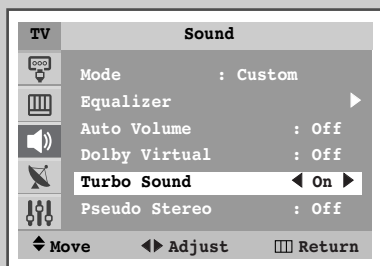 TV Sound
Mode : Custom
Equalizer
Auto Volume : Off
Dolby Virtual : Off
Turbo Sound On
Pseudo Stereo : Off
Move Adjust Return